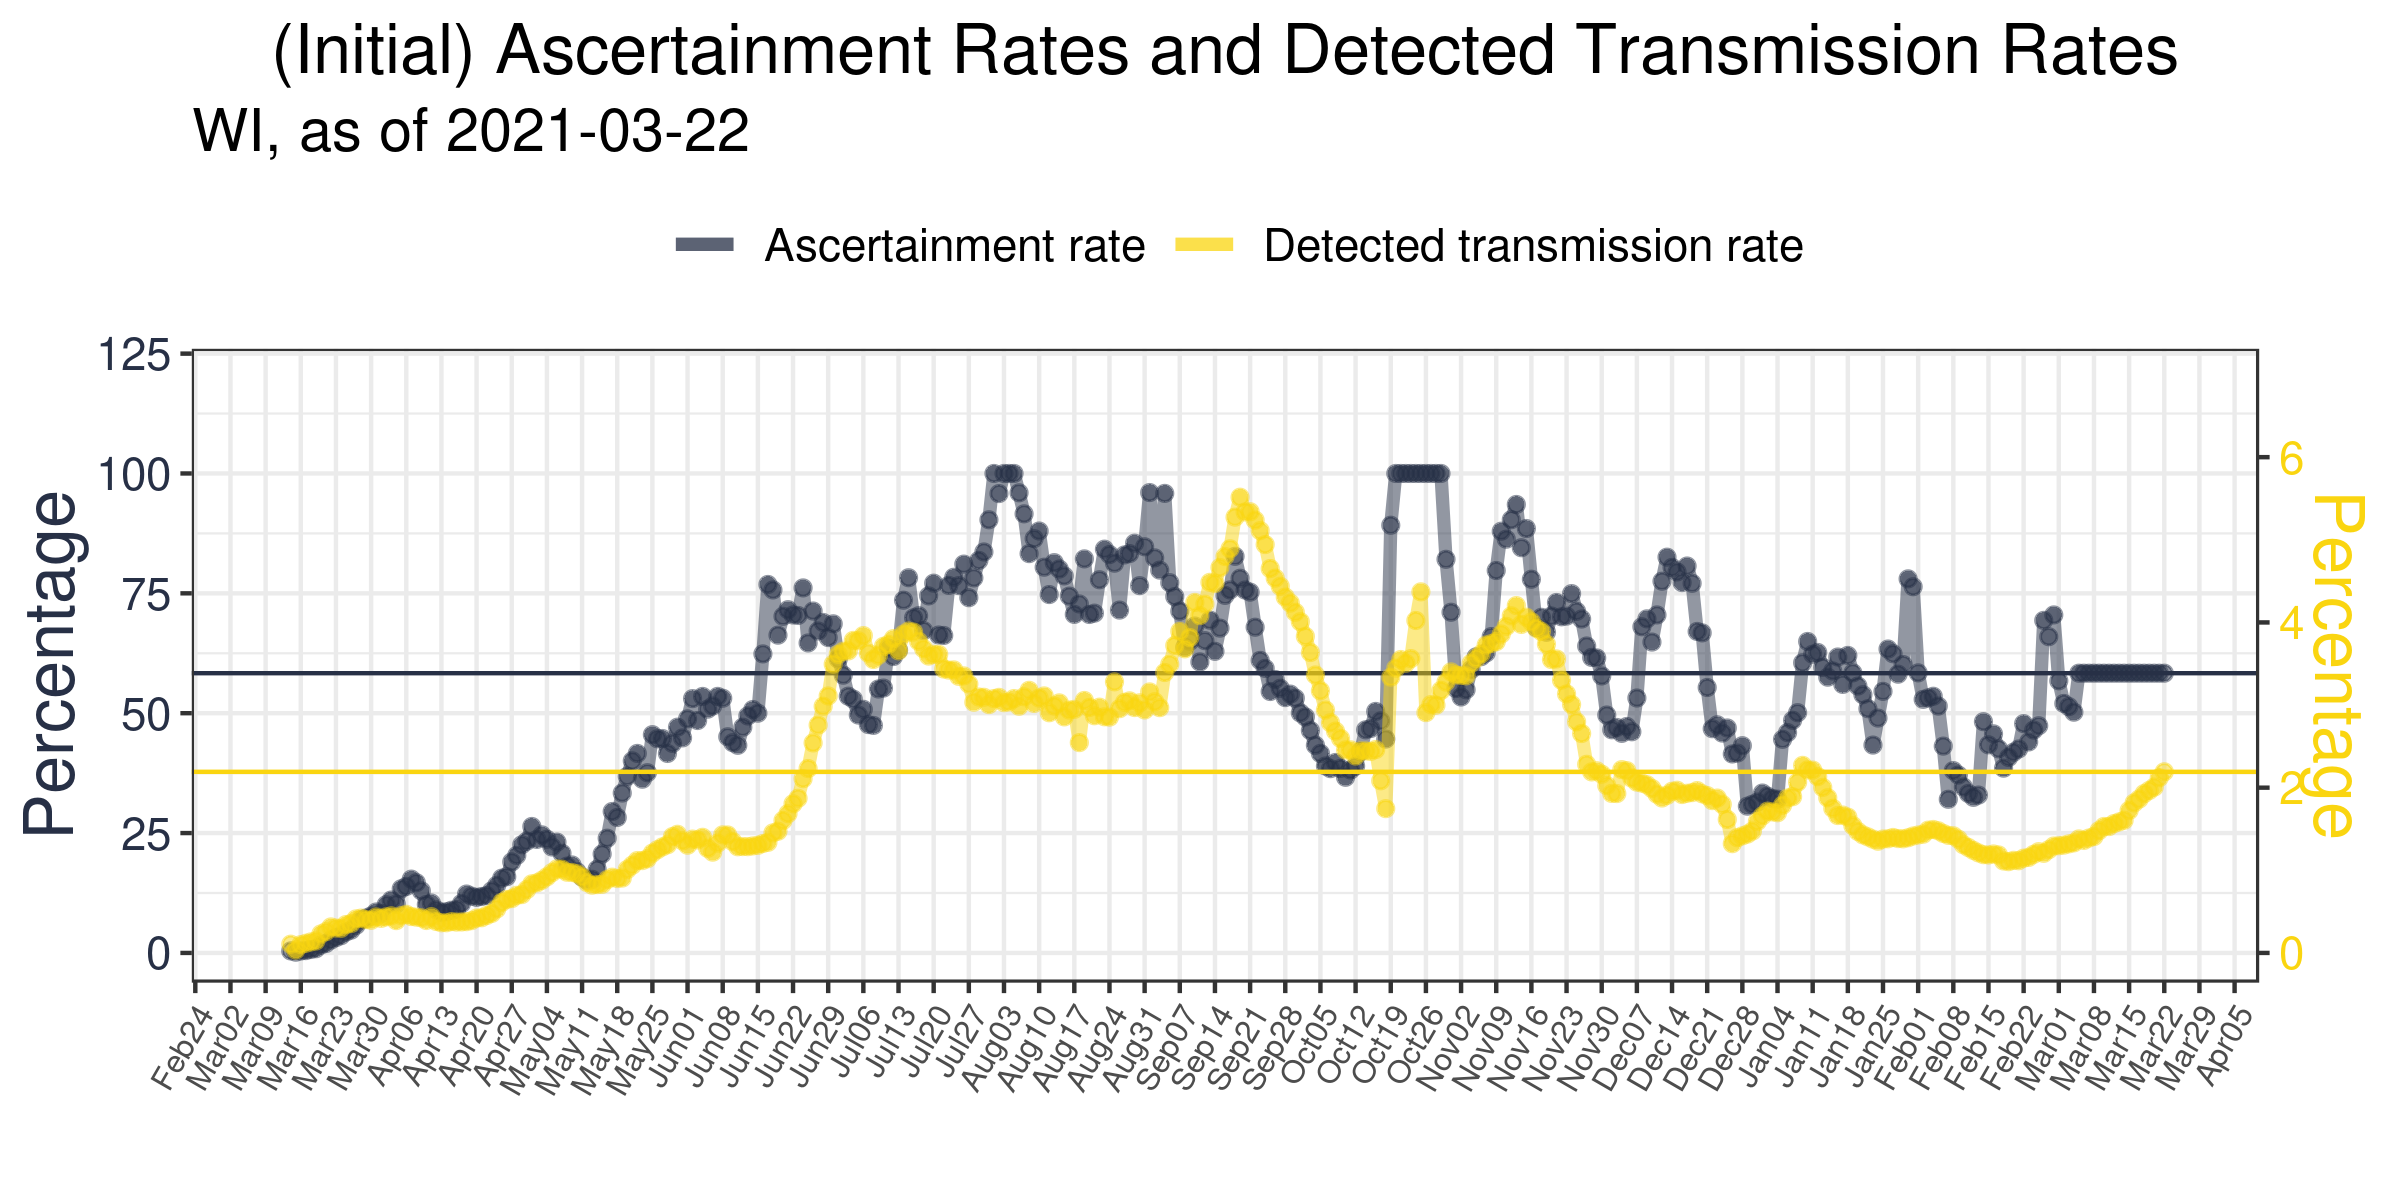 (Initial) Ascertainment Rates and Detected Transmission Rates
WI, as of 2021-03-22
Ascertainment rate
Detected transmission rate
Percentage
125
100
75
50
25
0
6
4
2
0
Percentage
Feb24
Mar02
Mar09
Mar16
Mar23
Mar30
Apr06
Apr13
Apr20
Apr27
May04
May11
May18
May25
Jun01
Jun08
Jun15
Jun22
Jun29
Jul06
Jul13
Jul20
Jul27
Aug03
Aug10
Aug17
Aug24
Aug31
Sep07
Sep14
Sep21
Sep28
Oct05
Oct12
Oct19
Oct26
Nov02
Nov09
Nov16
Nov23
Nov30
Dec07
Dec14
Dec21
Dec28
Jan04
Jan11
Jan18
Jan25
Feb01
Feb08
Feb15
Feb22
Mar01
Mar08
Mar15
Mar22
Mar29
Apr05